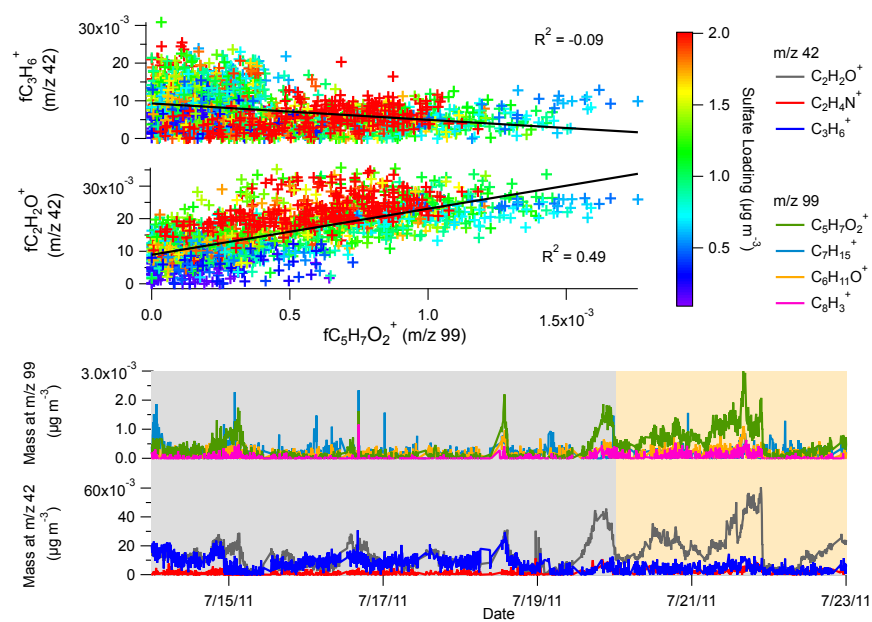 fC₃H₆⁺
(m/z 42)
30x10⁻³
20
10
0
R² = -0.09
fC₂H₂O⁺
(m/z 42)
30x10⁻³
20
10
0
R² = 0.49
0.0
0.5
1.0
1.5x10⁻³
fC₅H₇O₂⁺ (m/z 99)
2.0
1.5
1.0
0.5
Sulfate Loading (µg m⁻³)
m/z 42
C₂H₂O⁺
C₂H₄N⁺
C₃H₆⁺
m/z 99
C₅H₇O₂⁺
C₇H₁₅⁺
C₆H₁₁O⁺
C₈H₃⁺
Mass at m/z 99
(µg m⁻³)
3.0x10⁻³
2.0
1.0
0.0
Mass at m/z 42
(µg m⁻³)
60x10⁻³
40
20
0
7/15/11
7/17/11
7/19/11
7/21/11
7/23/11
Date